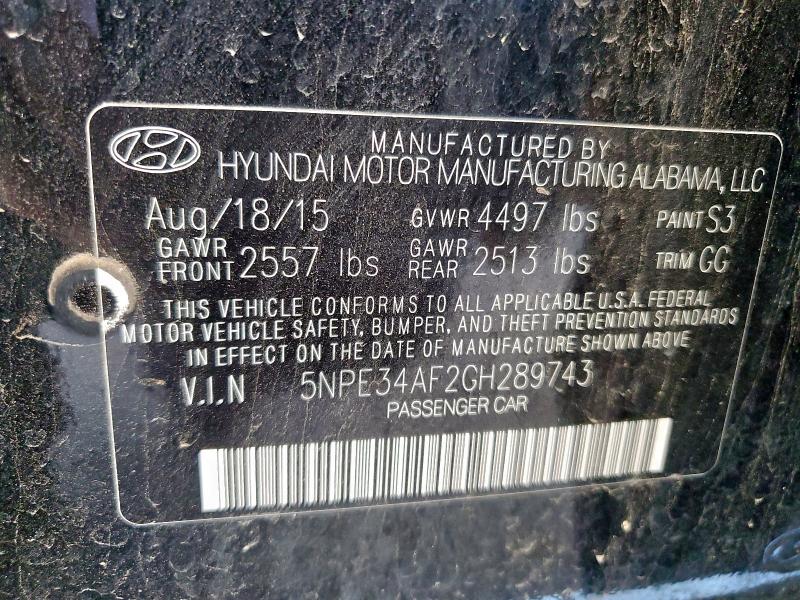 MANUFACTURED BY
HYUNDAI MOTOR MANUFACTURING ALABAMA, LLC
Aug/18/15 GVWR 4497 lbs PAINT S3
GAWR FRONT 2557 lbs GAWR REAR 2513 lbs TRIM GG
THIS VEHICLE CONFORMS TO ALL APPLICABLE U.S.A. FEDERAL
MOTOR VEHICLE SAFETY, BUMPER, AND THEFT PREVENTION STANDARDS
IN EFFECT ON THE DATE OF MANUFACTURE SHOWN ABOVE
V.I.N 5NPE34AF2GH289743
PASSENGER CAR